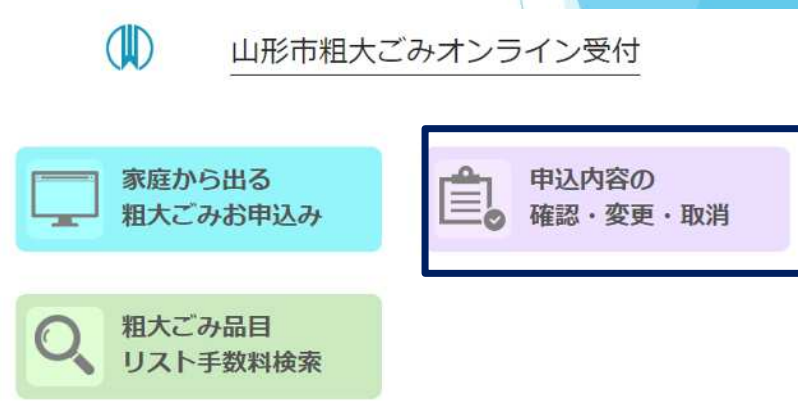 山形市粗大ごみオンライン受付
家庭から出る
粗大ごみお申込み
申込内容の
確認・変更・取消
粗大ごみ品目
リスト手数料検索